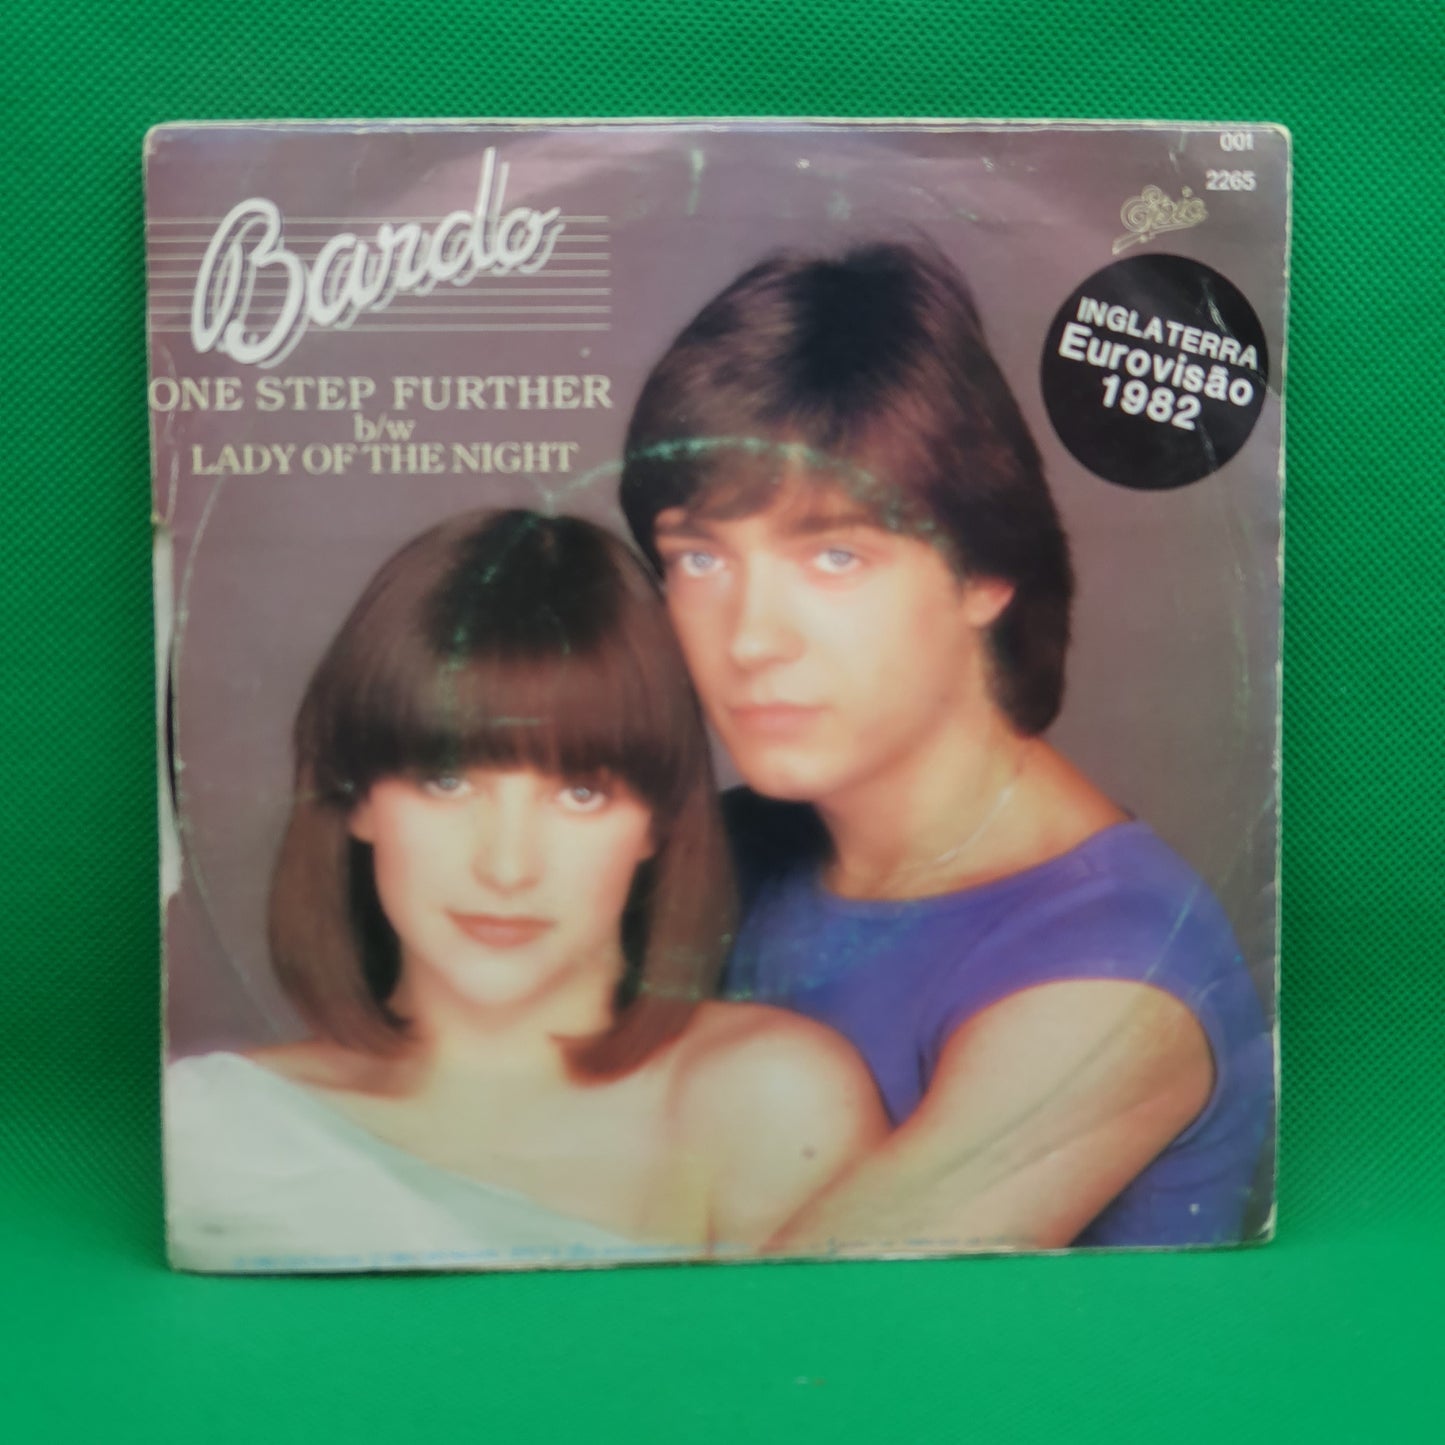 001
2265
Epic
Bardo
INGLATERRA
Eurovisão
1982
ONE STEP FURTHER
b/w
LADY OF THE NIGHT